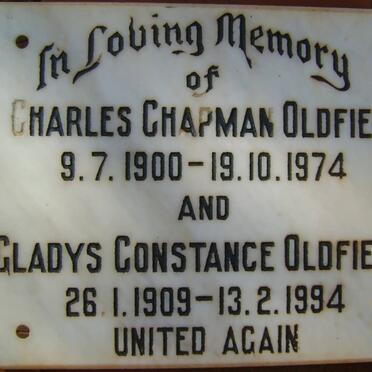 In Loving Memory
of
CHARLES CHAPMAN OLDFIE
9.7.1900-19.10.1974
AND
GLADYS CONSTANCE OLDFIE
26.1.1909-13.2.1994
UNITED AGAIN